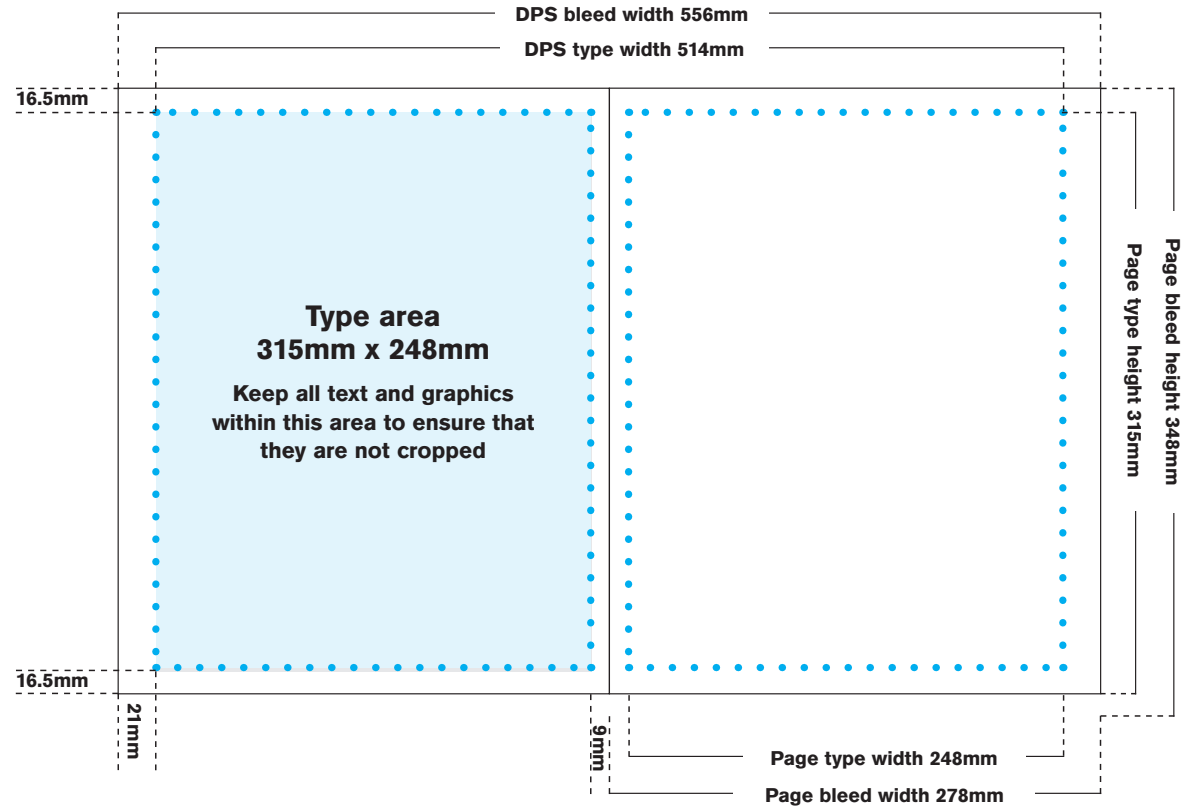 DPS bleed width 556mm
DPS type width 514mm
16.5mm
Type area
315mm x 248mm
Keep all text and graphics
within this area to ensure that
they are not cropped
Page type height 315mm
Page bleed height 348mm
16.5mm
21mm
9mm
Page type width 248mm
Page bleed width 278mm